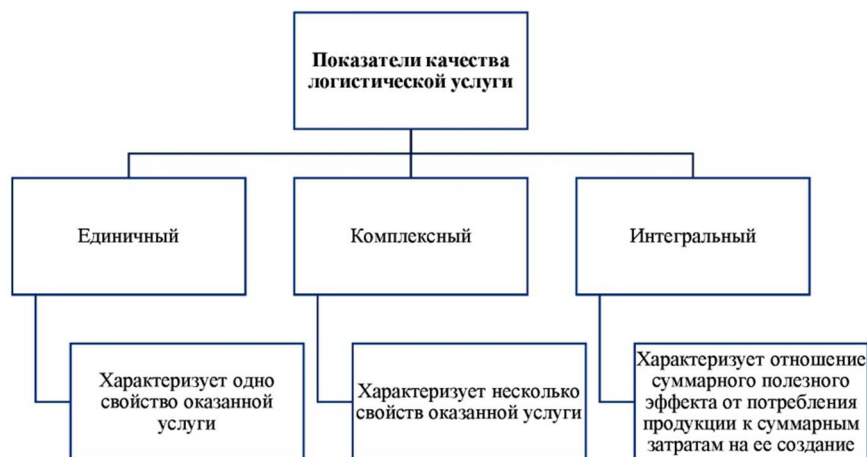 Показатели качества
логистической услуги
Единичный
Комплексный
Интегральный
Характеризует одно
свойство оказанной
услуги
Характеризует несколько
свойств оказанной услуги
Характеризует отношение
суммарного полезного
эффекта от потребления
продукции к суммарным
затратам на ее создание